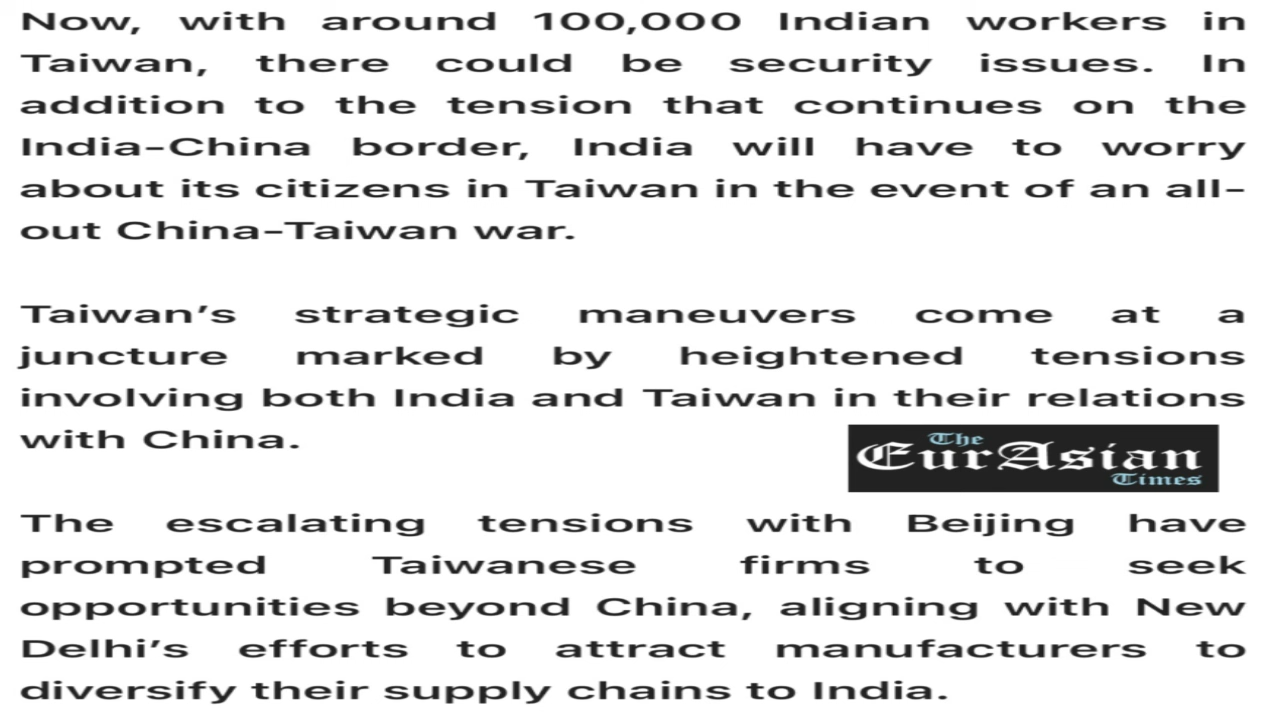 Now, with around 100,000 Indian workers in
Taiwan, there could be security issues. In
addition to the tension that continues on the
India-China border, India will have to worry
about its citizens in Taiwan in the event of an all-
out China-Taiwan war.
Taiwan’s strategic maneuvers come at a
juncture marked by heightened tensions
involving both India and Taiwan in their relations
with China.
The
EurAsian
Times
The escalating tensions with Beijing have
prompted Taiwanese firms to seek
opportunities beyond China, aligning with New
Delhi’s efforts to attract manufacturers to
diversify their supply chains to India.